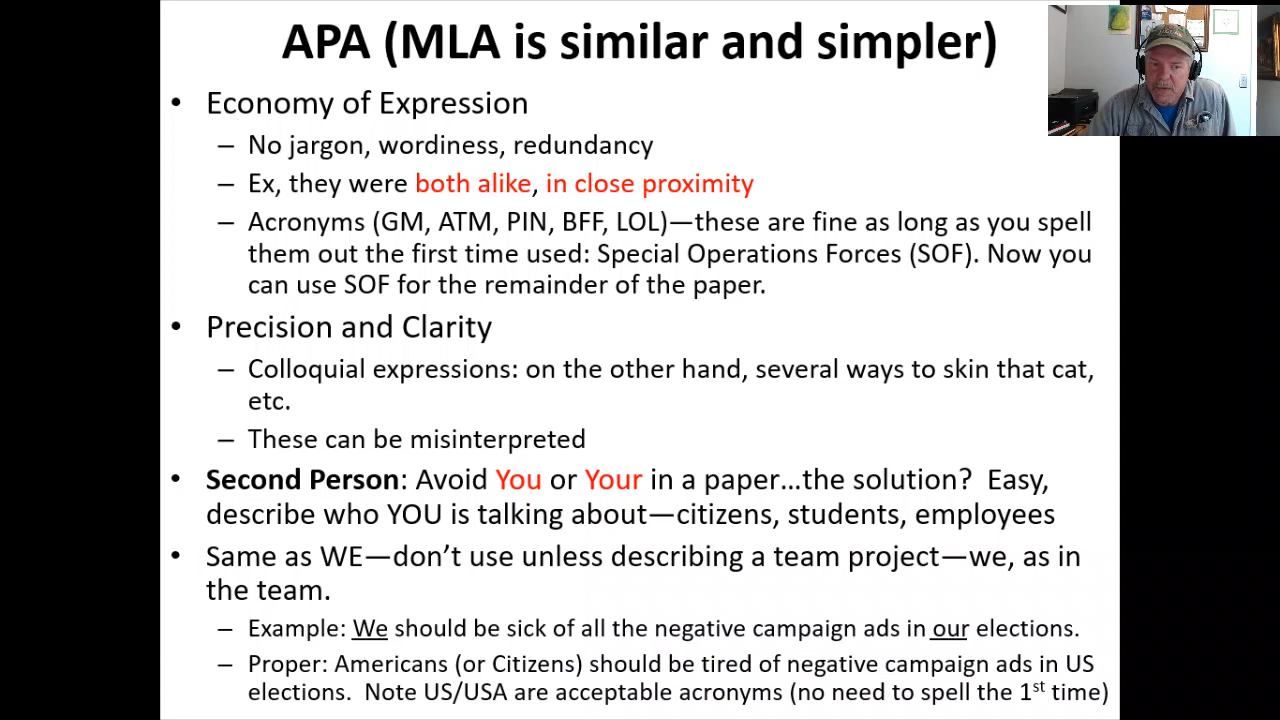 APA (MLA is similar and simpler)
• Economy of Expression
– No jargon, wordiness, redundancy
– Ex, they were both alike, in close proximity
– Acronyms (GM, ATM, PIN, BFF, LOL)—these are fine as long as you spell
them out the first time used: Special Operations Forces (SOF). Now you
can use SOF for the remainder of the paper.
• Precision and Clarity
– Colloquial expressions: on the other hand, several ways to skin that cat,
etc.
– These can be misinterpreted
• Second Person: Avoid You or Your in a paper…the solution? Easy,
describe who YOU is talking about—citizens, students, employees
• Same as WE—don’t use unless describing a team project—we, as in
the team.
– Example: We should be sick of all the negative campaign ads in our elections.
– Proper: Americans (or Citizens) should be tired of negative campaign ads in US
elections. Note US/USA are acceptable acronyms (no need to spell the 1st time)